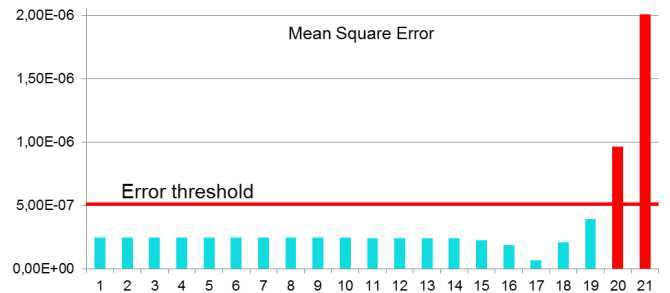 2,00E-06
Mean Square Error
1,50E-06
1,00E-06
Error threshold
5,00E-07
0,00E+00
1 2 3 4 5 6 7 8 9 10 11 12 13 14 15 16 17 18 19 20 21